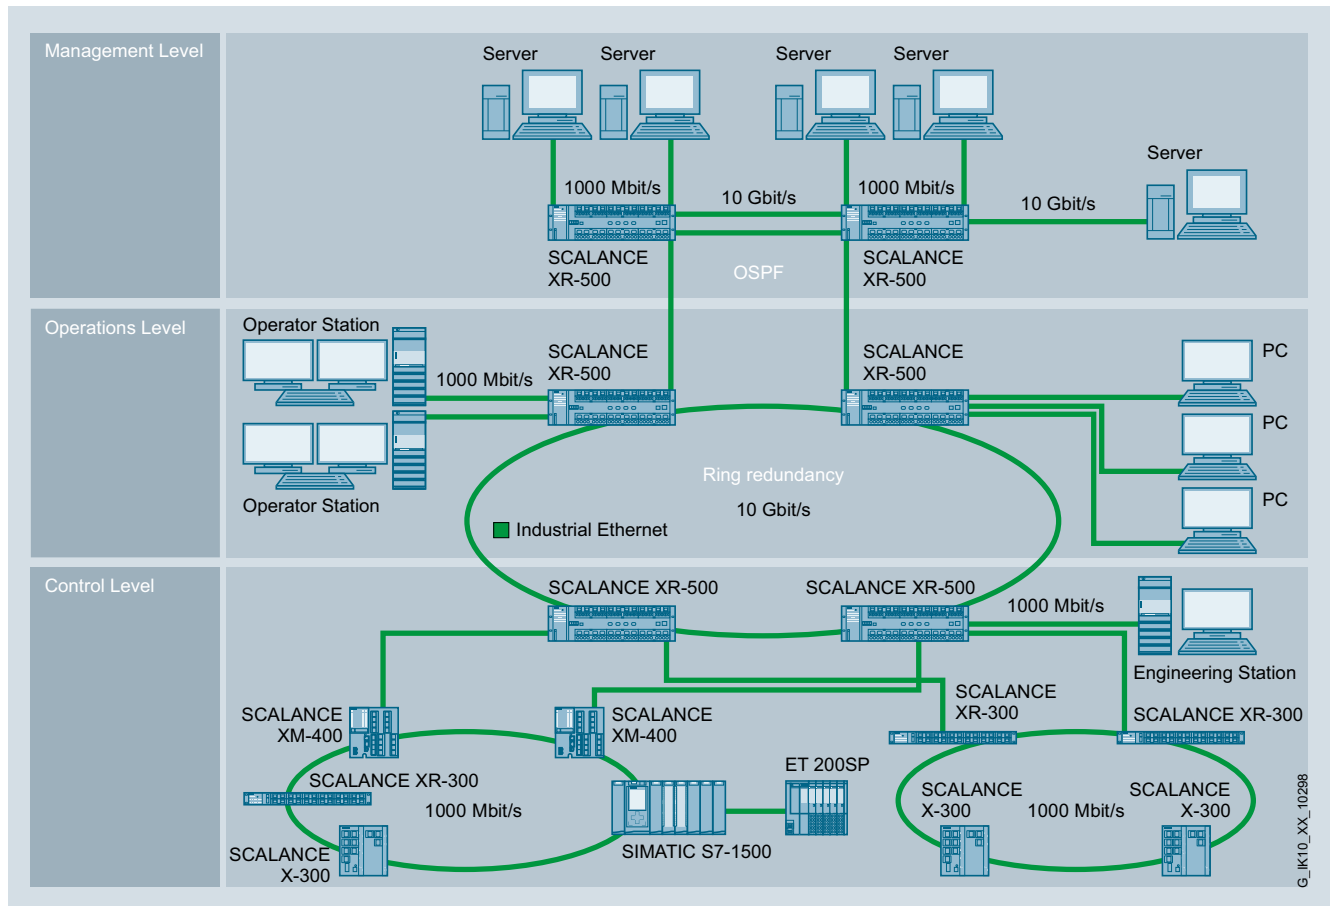 Management Level
Server
Server
Server
Server
Server
1000 Mbit/s
10 Gbit/s
1000 Mbit/s
10 Gbit/s
SCALANCE
XR-500
OSPF
SCALANCE
XR-500
Operations Level
Operator Station
1000 Mbit/s
SCALANCE
XR-500
SCALANCE
XR-500
PC
PC
PC
Operator Station
Ring redundancy
10 Gbit/s
Industrial Ethernet
Control Level
SCALANCE XR-500
SCALANCE XR-500
1000 Mbit/s
Engineering Station
SCALANCE
XM-400
SCALANCE
XM-400
SCALANCE
XR-300
SCALANCE XR-300
SCALANCE XR-300
1000 Mbit/s
ET 200SP
SCALANCE
X-300
SIMATIC S7-1500
SCALANCE
X-300
1000 Mbit/s
SCALANCE
X-300
G_IK10_XX_10298